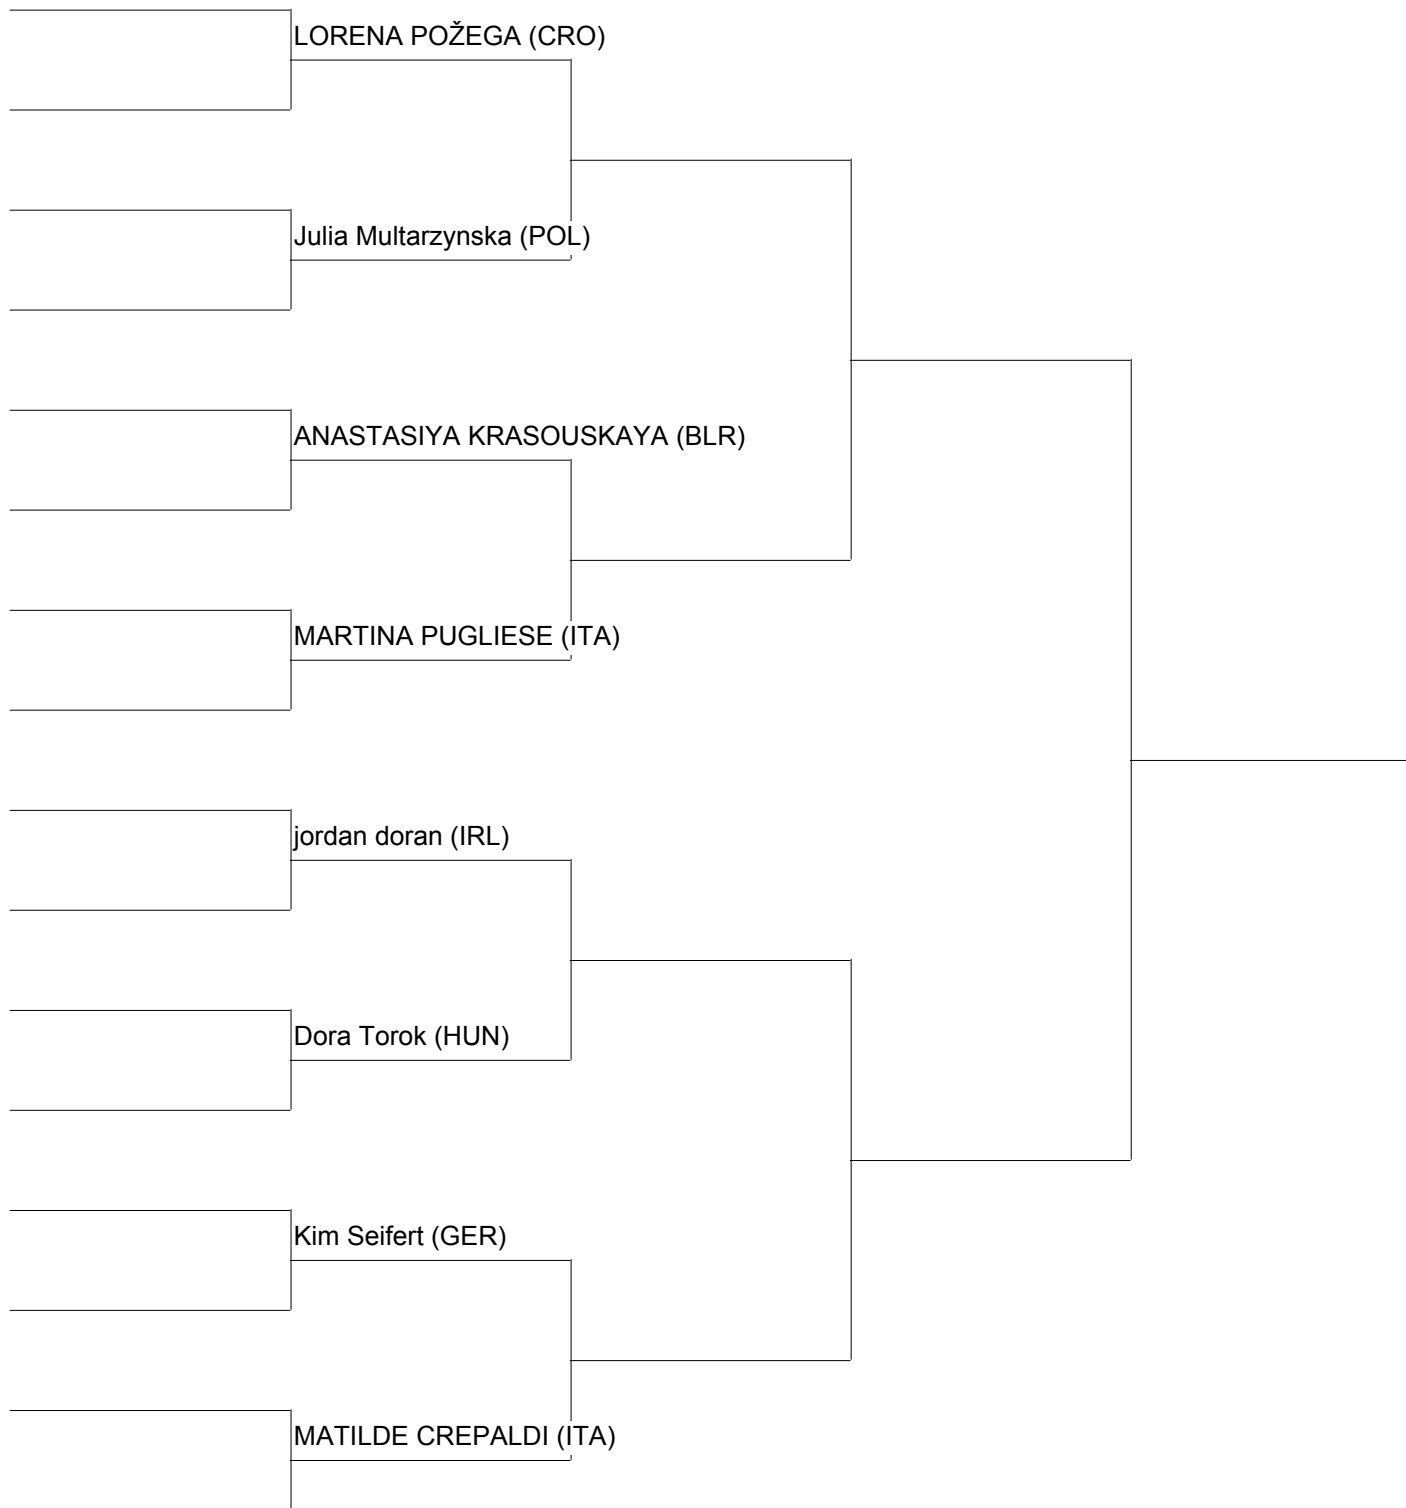 LORENA POŽEGA (CRO)
Julia Multarzynska (POL)
ANASTASIYA KRASOUSKAYA (BLR)
MARTINA PUGLIESE (ITA)
jordan doran (IRL)
Dora Torok (HUN)
Kim Seifert (GER)
MATILDE CREPALDI (ITA)